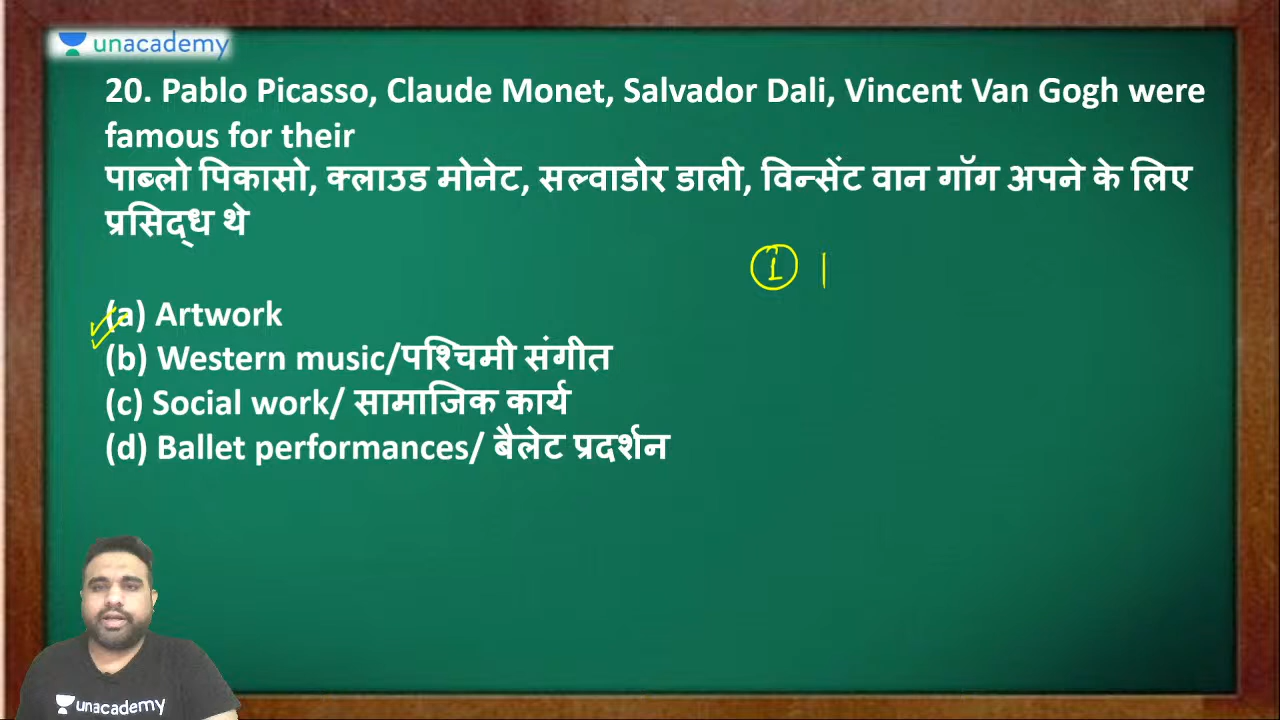 unacademy
20. Pablo Picasso, Claude Monet, Salvador Dali, Vincent Van Gogh were
famous for their
पाब्लो पिकासो, क्लाउड मोनेट, सल्वाडोर डाली, विन्सेंट वान गॉग अपने के लिए
प्रसिद्ध थे
1
(a) Artwork
(b) Western music/पश्चिमी संगीत
(c) Social work/ सामाजिक कार्य
(d) Ballet performances/ बैलेट प्रदर्शन
unacademy